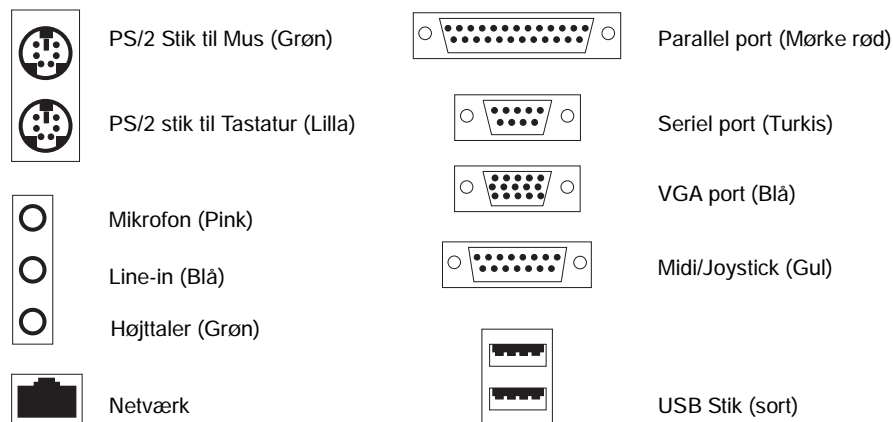 PS/2 Stik til Mus (Grøn)
PS/2 stik til Tastatur (Lilla)
Mikrofon (Pink)
Line-in (Blå)
Højttaler (Grøn)
Netværk
Parallel port (Mørke rød)
Seriel port (Turkis)
VGA port (Blå)
Midi/Joystick (Gul)
USB Stik (sort)